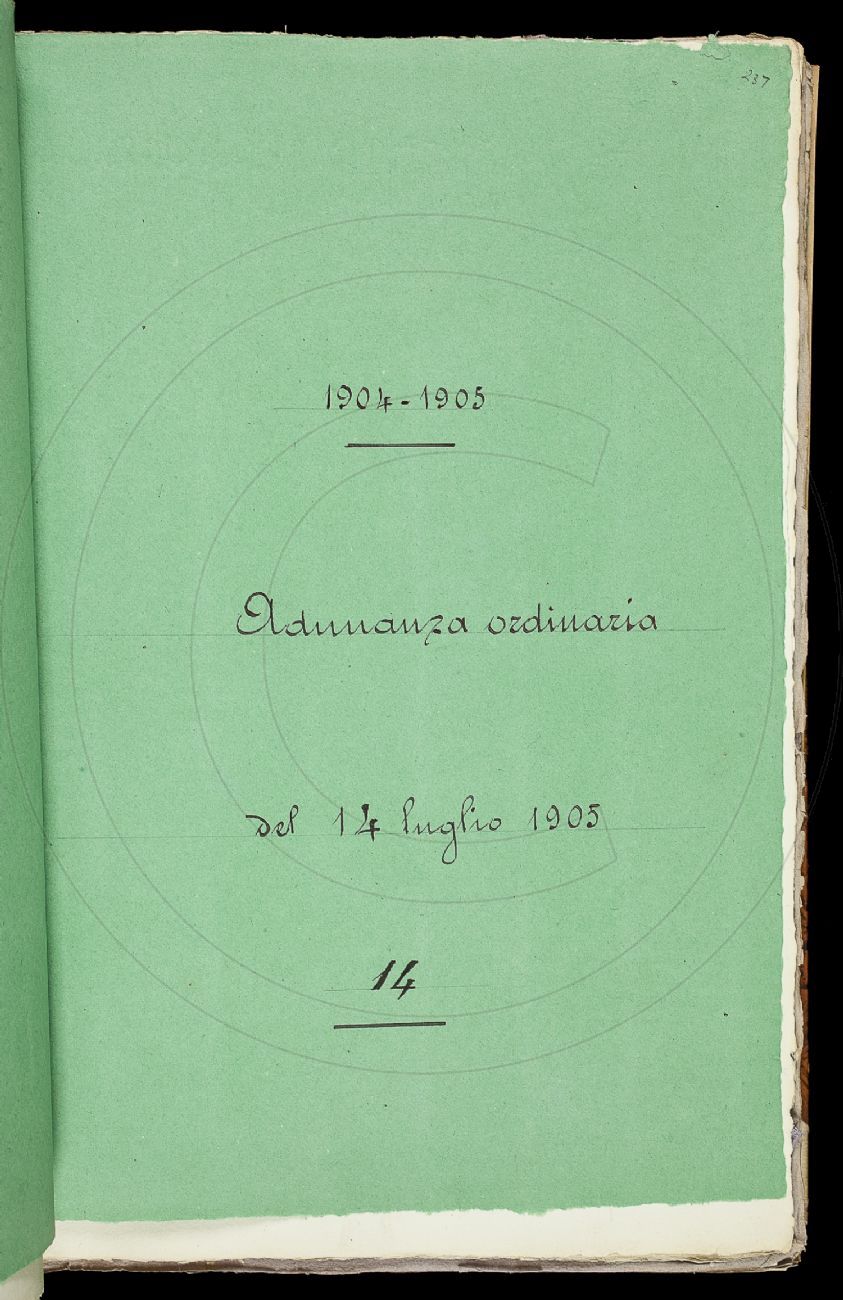 237
1904-1905
Adunanza ordinaria
del 14 luglio 1905
14